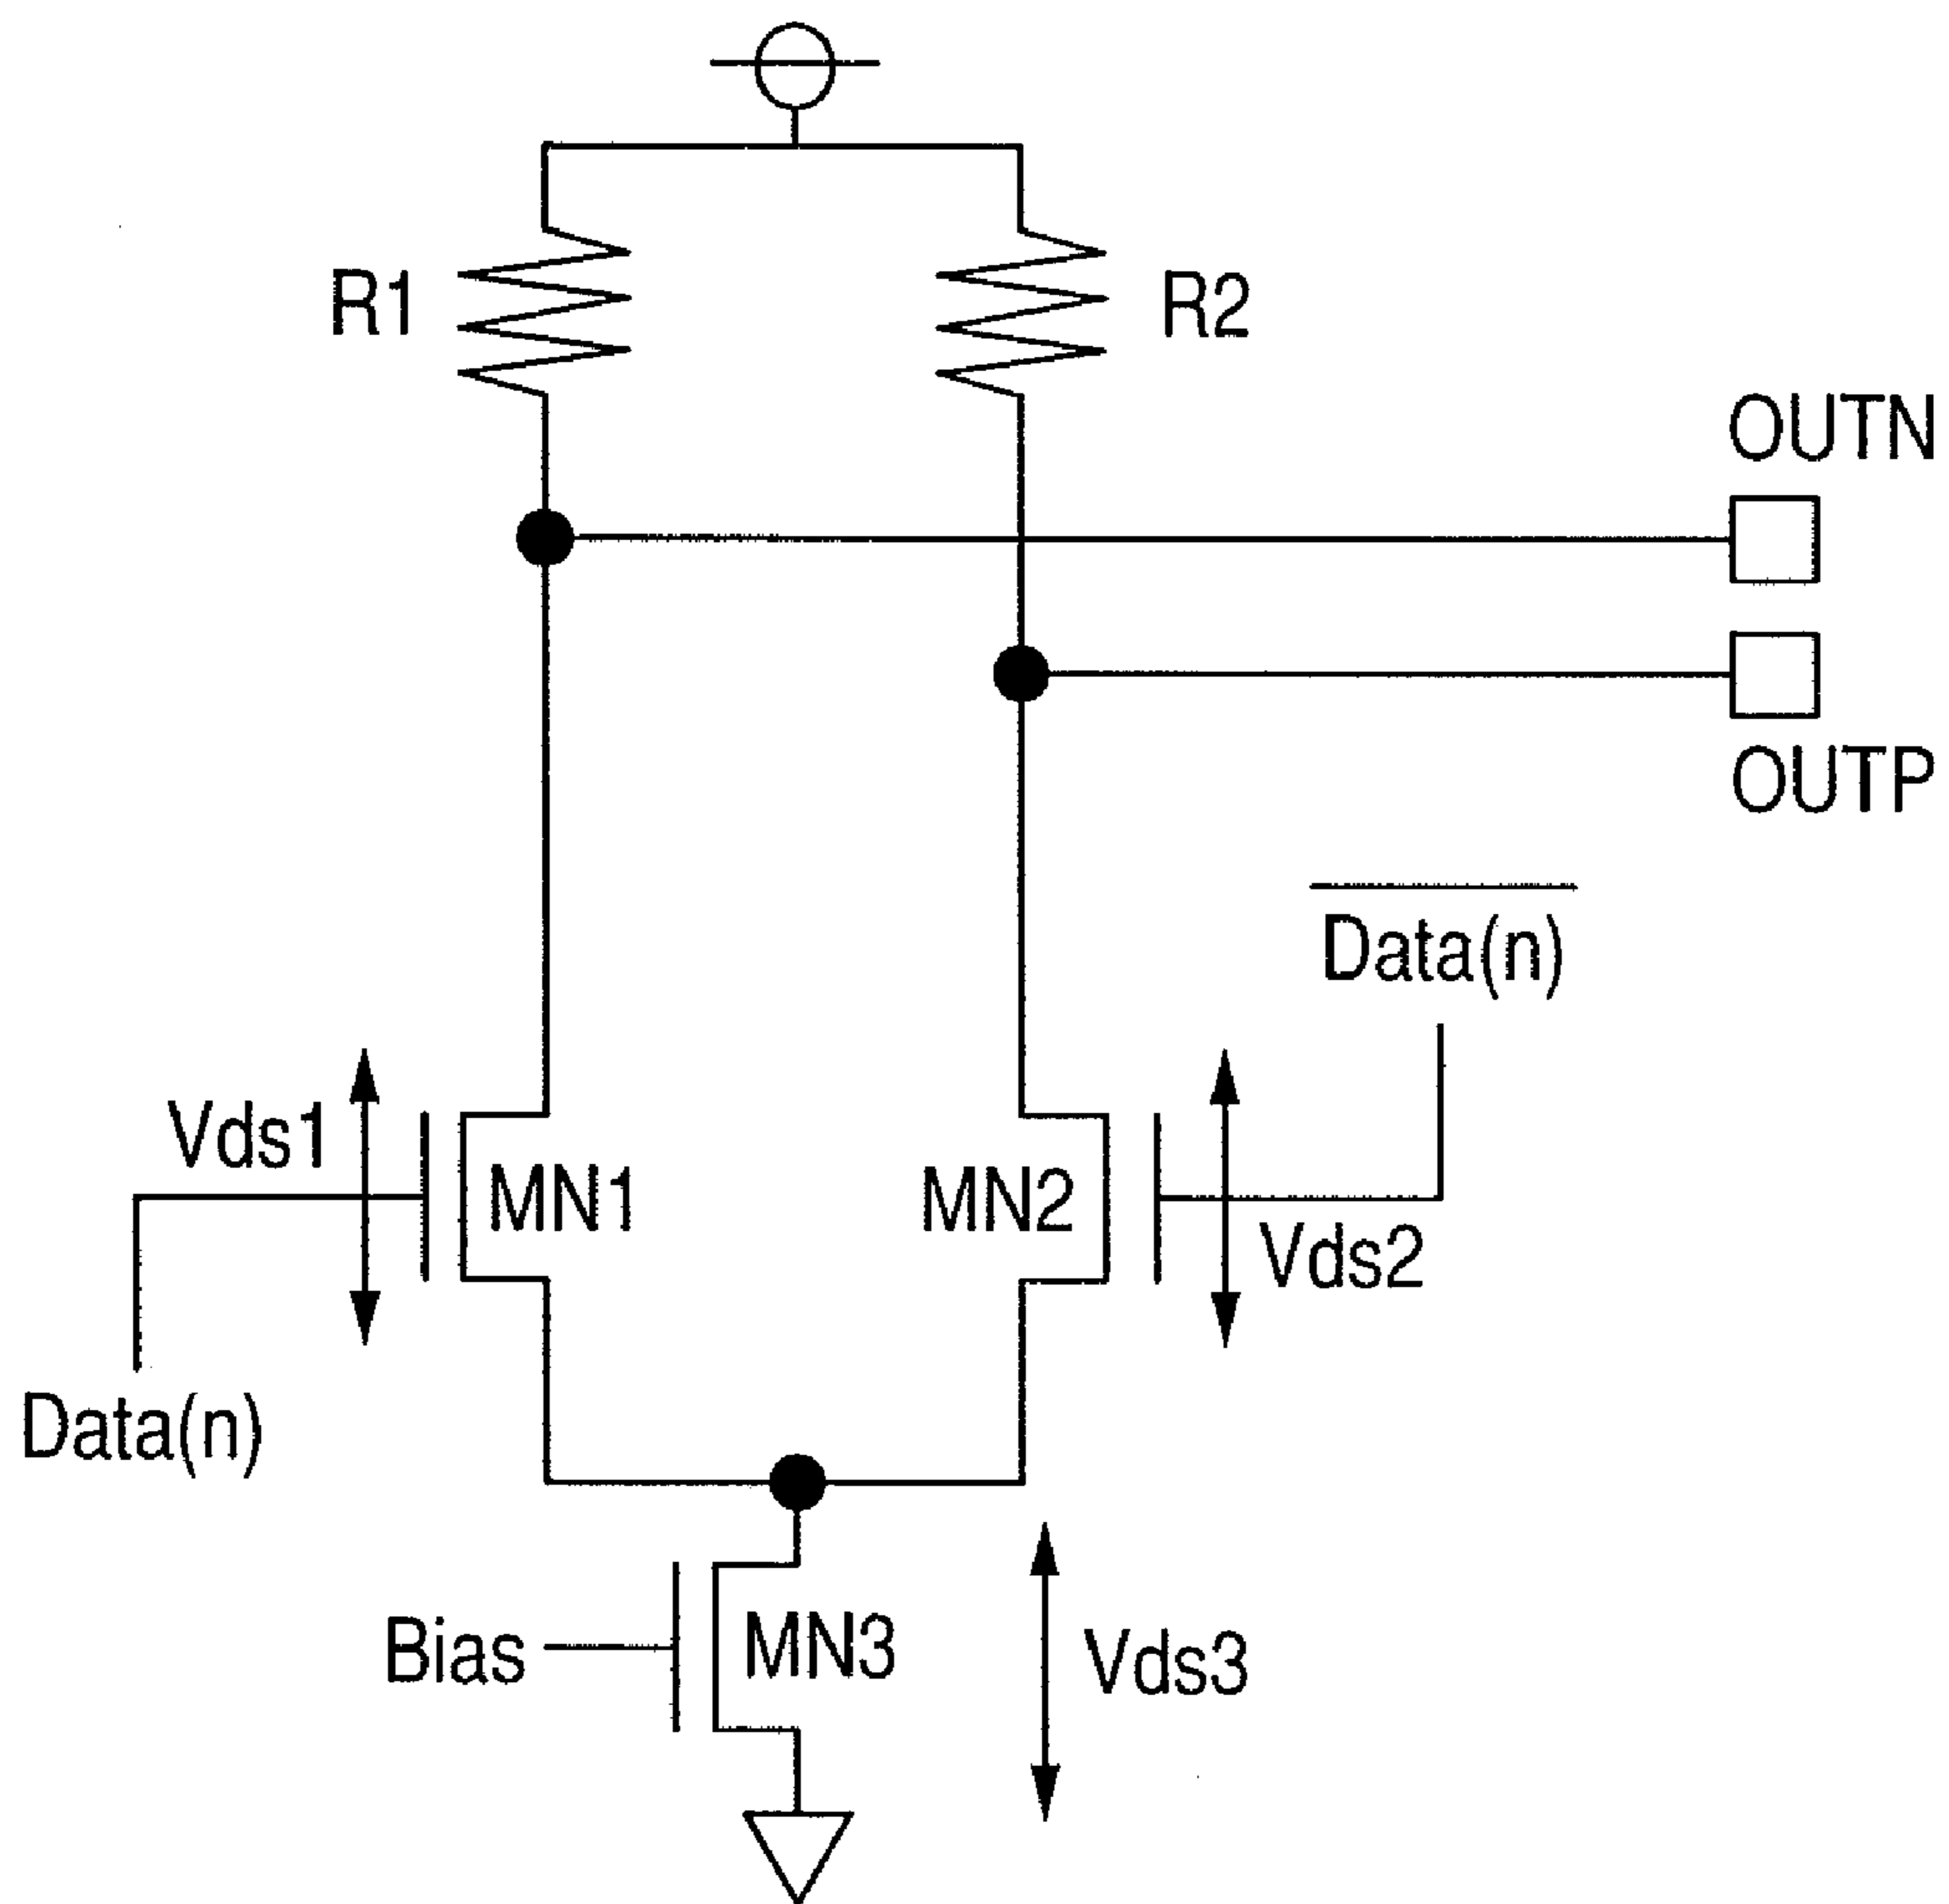 R1
R2
OUTN
OUTP
Data(n)
Vds1
MN1
MN2
Vds2
Data(n)
Bias
MN3
Vds3